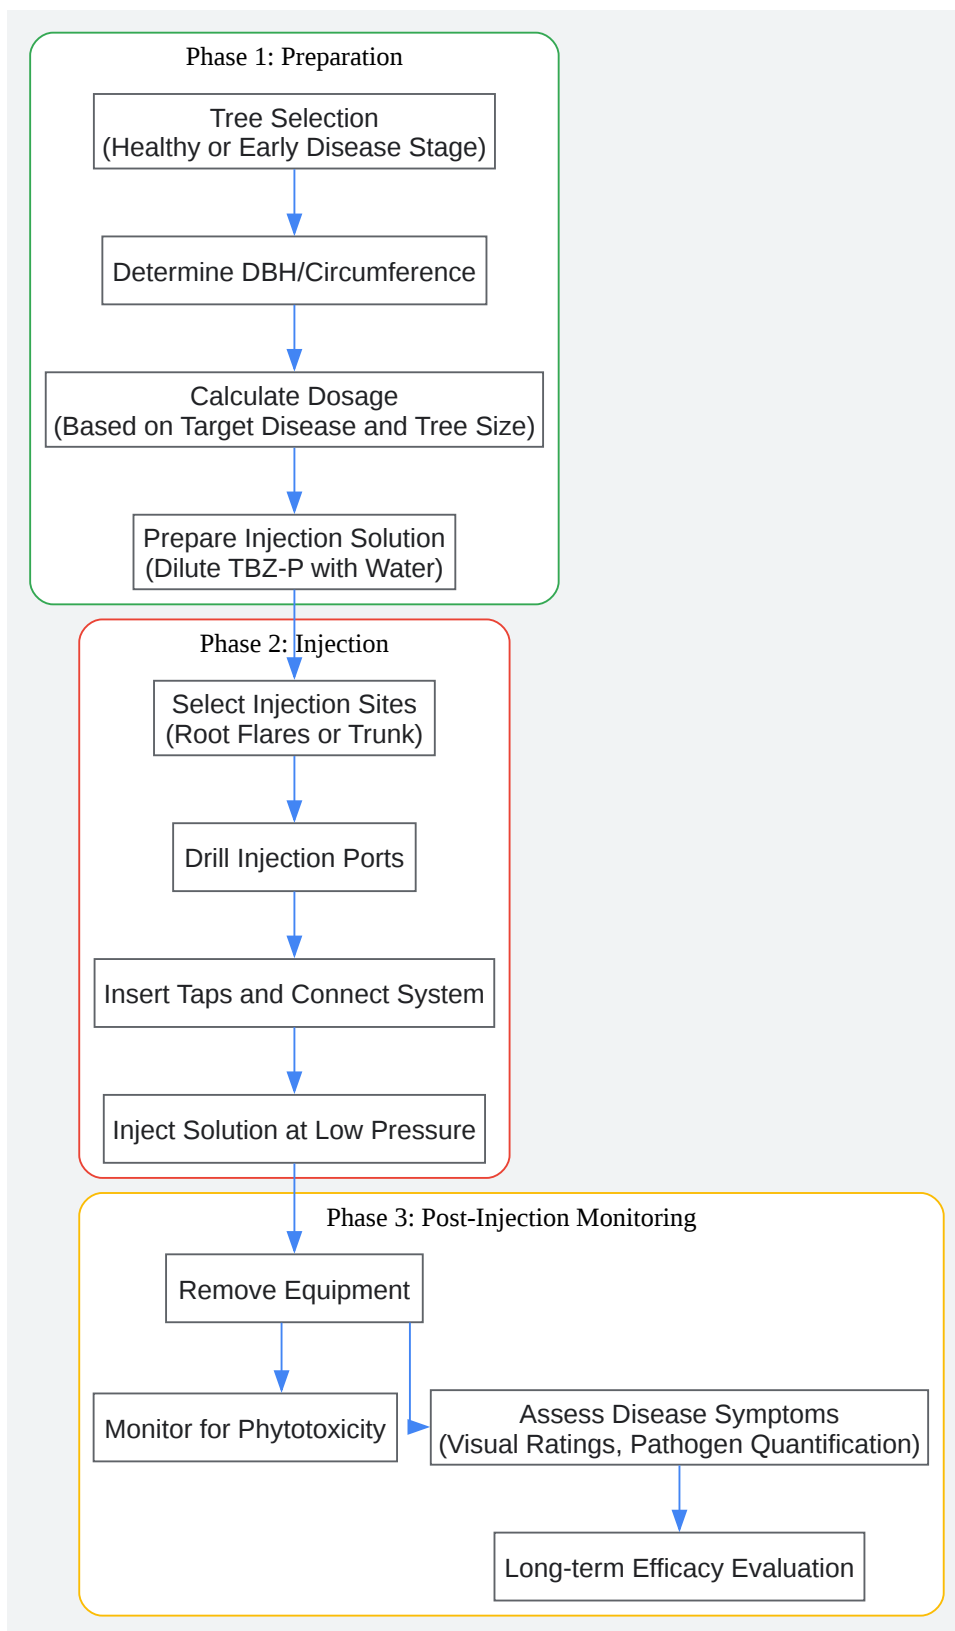 Phase 1: Preparation
Tree Selection
(Healthy or Early Disease Stage)
Determine DBH/Circumference
Calculate Dosage
(Based on Target Disease and Tree Size)
Prepare Injection Solution
(Dilute TBZ-P with Water)
Phase 2: Injection
Select Injection Sites
(Root Flares or Trunk)
Drill Injection Ports
Insert Taps and Connect System
Inject Solution at Low Pressure
Phase 3: Post-Injection Monitoring
Remove Equipment
Monitor for Phytotoxicity
Assess Disease Symptoms
(Visual Ratings, Pathogen Quantification)
Long-term Efficacy Evaluation